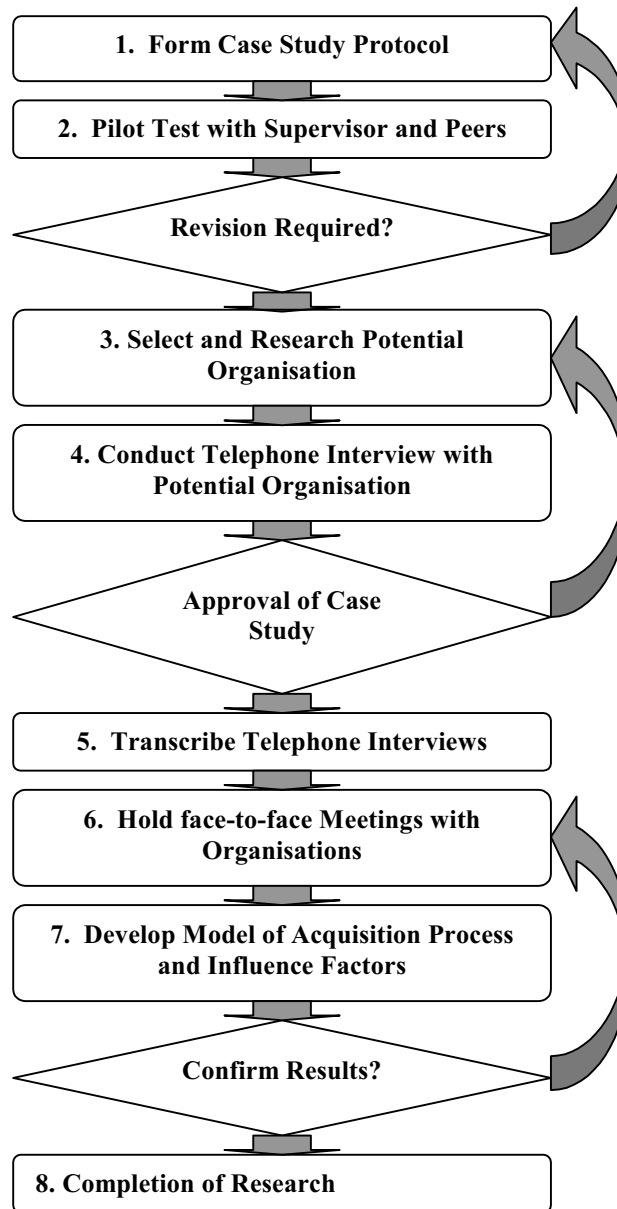 1. Form Case Study Protocol
2. Pilot Test with Supervisor and Peers
Revision Required?
3. Select and Research Potential
Organisation
4. Conduct Telephone Interview with
Potential Organisation
Approval of Case
Study
5. Transcribe Telephone Interviews
6. Hold face-to-face Meetings with
Organisations
7. Develop Model of Acquisition Process
and Influence Factors
Confirm Results?
8. Completion of Research